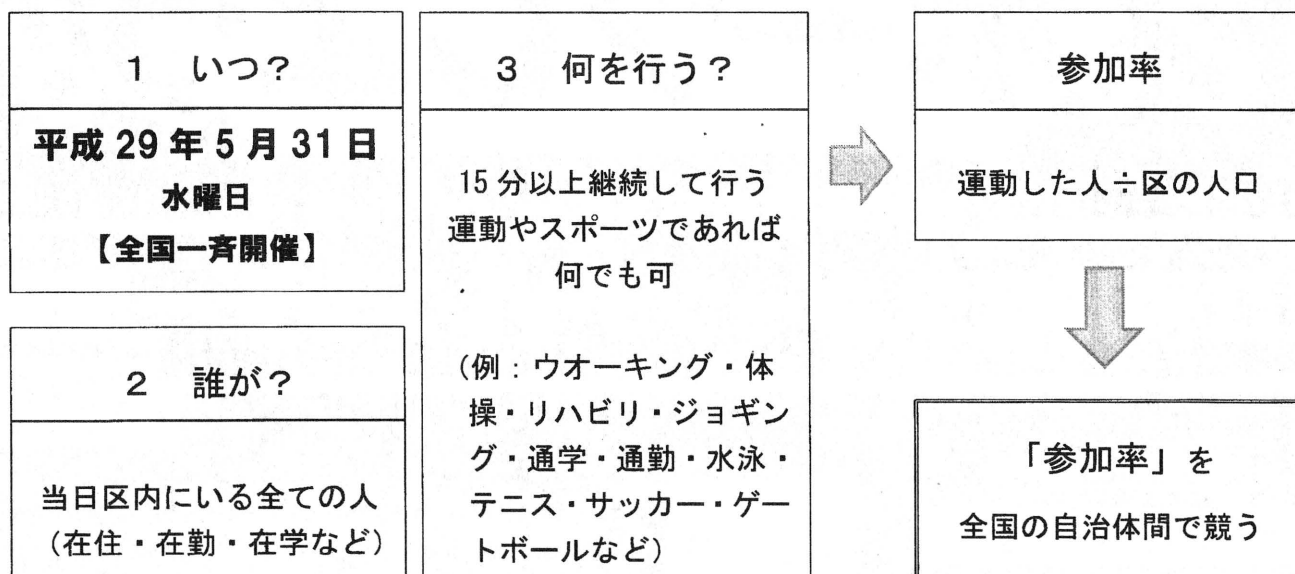 1 いつ？
平成 29 年 5 月 31 日
水曜日
【全国一斉開催】
2 誰が？
当日区内にいる全ての人
（在住・在勤・在学など）
3 何を行う？
15 分以上継続して行う
運動やスポーツであれば
何でも可
（例：ウオーキング・体
操・リハビリ・ジョギン
グ・通学・通勤・水泳・
テニス・サッカー・ゲー
トボールなど）
参加率
運動した人÷区の人口
「参加率」を
全国の自治体間で競う